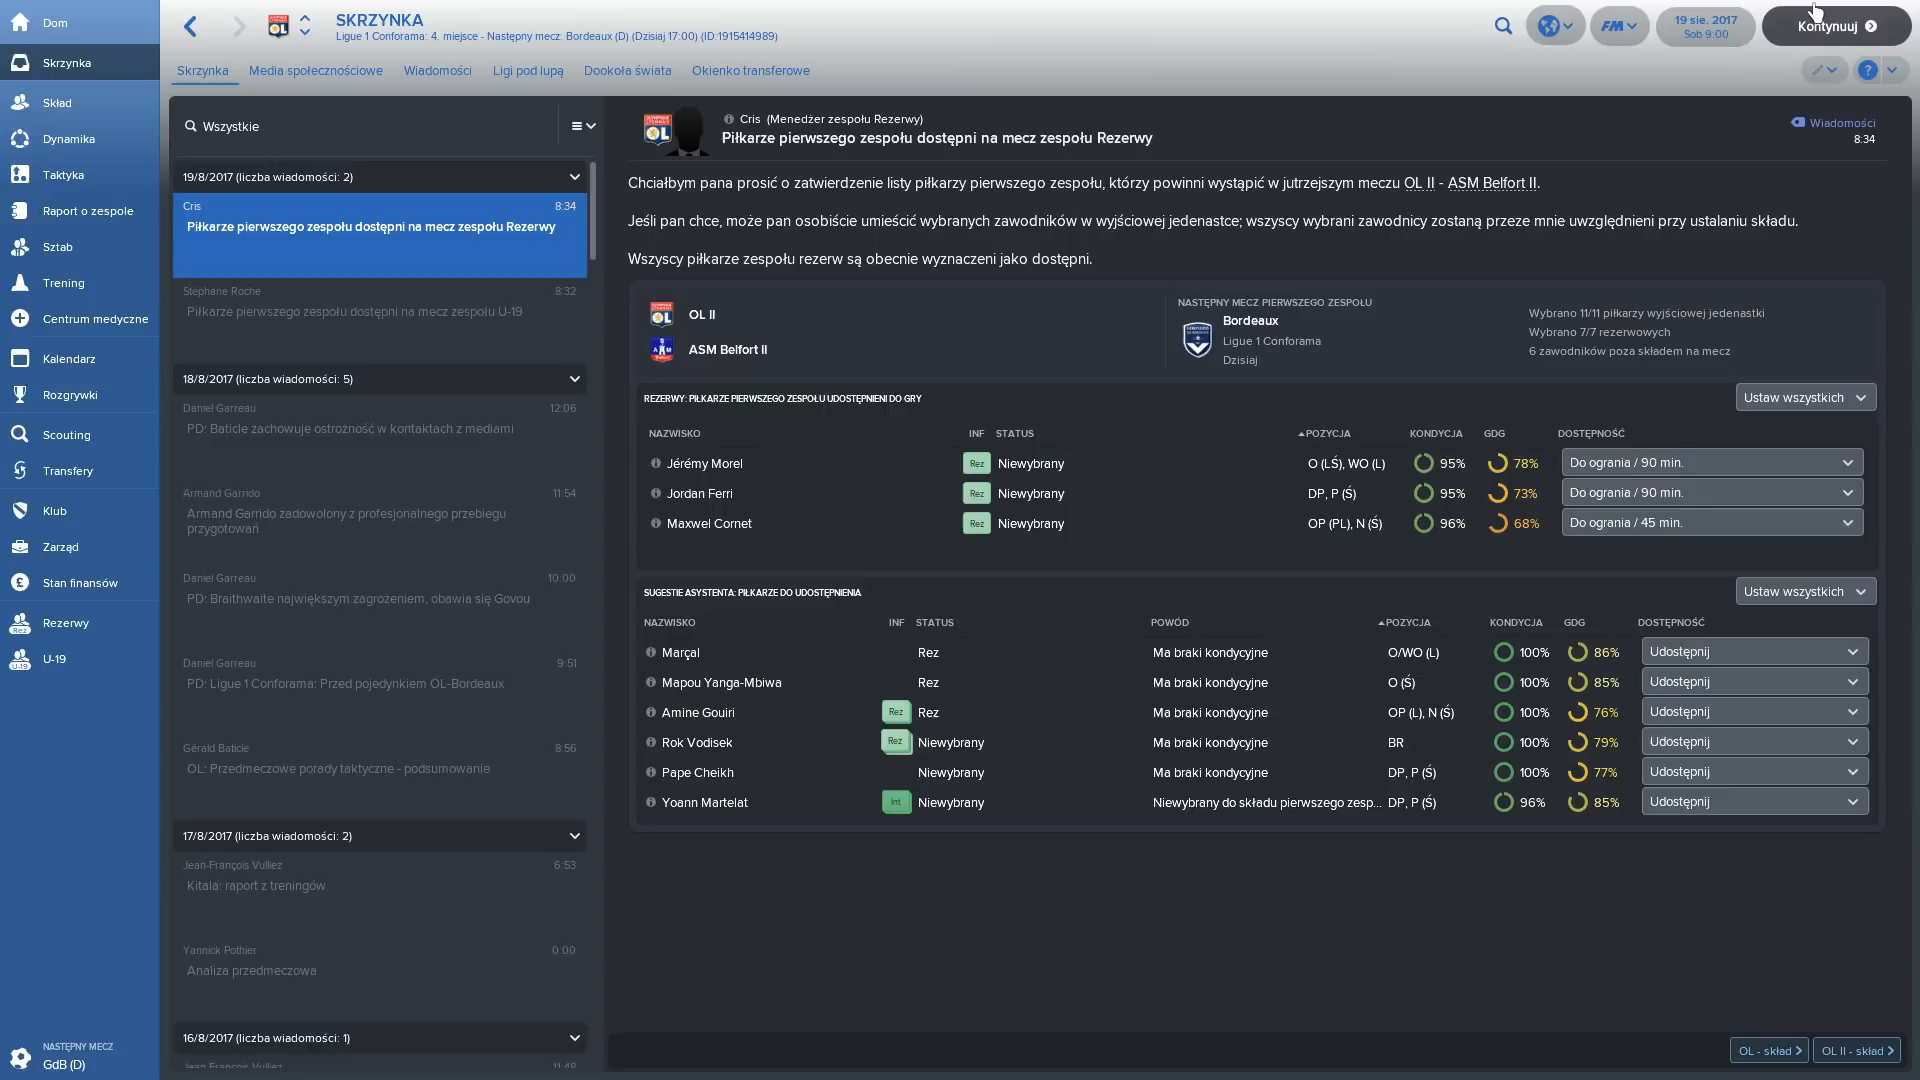 Dom
Skrzynka
Skład
Dynamika
Taktyka
Raport o zespole
Sztab
Trening
Centrum medyczne
Kalendarz
Rozgrywki
Scouting
Transfery
Klub
Zarząd
Stan finansów
Rezerwy
U-19
NASTĘPNY MECZ
GdB (D)
SKRZYNKA
Ligue 1 Conforama: 4. miejsce - Następny mecz: Bordeaux (D) (Dzisiaj 17:00) (ID:1915414989)
FM
19 sie. 2017
Sob 9:00
Kontynuuj
Skrzynka Media społecznościowe Wiadomości Ligi pod lupą Dookoła świata Okienko transferowe
Wszystkie
19/8/2017 (liczba wiadomości: 2)
Cris 8:34
Piłkarze pierwszego zespołu dostępni na mecz zespołu Rezerwy
Stephane Roche 8:32
Piłkarze pierwszego zespołu dostępni na mecz zespołu U-19
18/8/2017 (liczba wiadomości: 5)
Daniel Garreau 12:06
PD: Baticle zachowuje ostrożność w kontaktach z mediami
Armand Garrido 11:54
Armand Garrido zadowolony z profesjonalnego przebiegu
przygotowań
Daniel Garreau 10:00
PD: Braithwaite największym zagrożeniem, obawia się Govou
Daniel Garreau 9:51
PD: Ligue 1 Conforama: Przed pojedynkiem OL-Bordeaux
Gérald Baticle 8:56
OL: Przedmeczowe porady taktyczne - podsumowanie
17/8/2017 (liczba wiadomości: 2)
Jean-François Vulliez 6:53
Kitala: raport z treningów
Yannick Pothier 0:00
Analiza przedmeczowa
16/8/2017 (liczba wiadomości: 1)
Jean-François Vulliez 11:48
Cris (Menedżer zespołu Rezerwy)
Piłkarze pierwszego zespołu dostępni na mecz zespołu Rezerwy
Wiadomości
8:34
Chciałbym pana prosić o zatwierdzenie listy piłkarzy pierwszego zespołu, którzy powinni wystąpić w jutrzejszym meczu OL II - ASM Belfort II.
Jeśli pan chce, może pan osobiście umieścić wybranych zawodników w wyjściowej jedenastce; wszyscy wybrani zawodnicy zostaną przeze mnie uwzględnieni przy ustalaniu składu.
Wszyscy piłkarze zespołu rezerw są obecnie wyznaczeni jako dostępni.
OL II
ASM Belfort II
NASTĘPNY MECZ PIERWSZEGO ZESPOŁU
Bordeaux
Ligue 1 Conforama
Dzisiaj
Wybrano 11/11 piłkarzy wyjściowej jedenastki
Wybrano 7/7 rezerwowych
6 zawodników poza składem na mecz
REZERWY: PIŁKARZE PIERWSZEGO ZESPOŁU UDOSTĘPNIENI DO GRY
Ustaw wszystkich
NAZWISKO INF STATUS POZYCJA KONDYCJA GDG DOSTĘPNOŚĆ
Jérémy Morel Rez Niewybrany O (LŚ), WO (L) 95% 78% Do ogrania / 90 min.
Jordan Ferri Rez Niewybrany DP, P (Ś) 95% 73% Do ogrania / 90 min.
Maxwel Cornet Rez Niewybrany OP (PL), N (Ś) 96% 68% Do ogrania / 45 min.
SUGESTIE ASYSTENTA: PIŁKARZE DO UDOSTĘPNIENIA
Ustaw wszystkich
NAZWISKO INF STATUS POWÓD POZYCJA KONDYCJA GDG DOSTĘPNOŚĆ
Marçal Rez Ma braki kondycyjne O/WO (L) 100% 86% Udostępnij
Mapou Yanga-Mbiwa Rez Ma braki kondycyjne O (Ś) 100% 85% Udostępnij
Amine Gouiri Rez Rez Ma braki kondycyjne OP (L), N (Ś) 100% 76% Udostępnij
Rok Vodisek Rez Niewybrany Ma braki kondycyjne BR 100% 79% Udostępnij
Pape Cheikh Niewybrany Ma braki kondycyjne DP, P (Ś) 100% 77% Udostępnij
Yoann Martelat Int Niewybrany Niewybrany do składu pierwszego zesp... DP, P (Ś) 96% 85% Udostępnij
OL - skład
OL II - skład